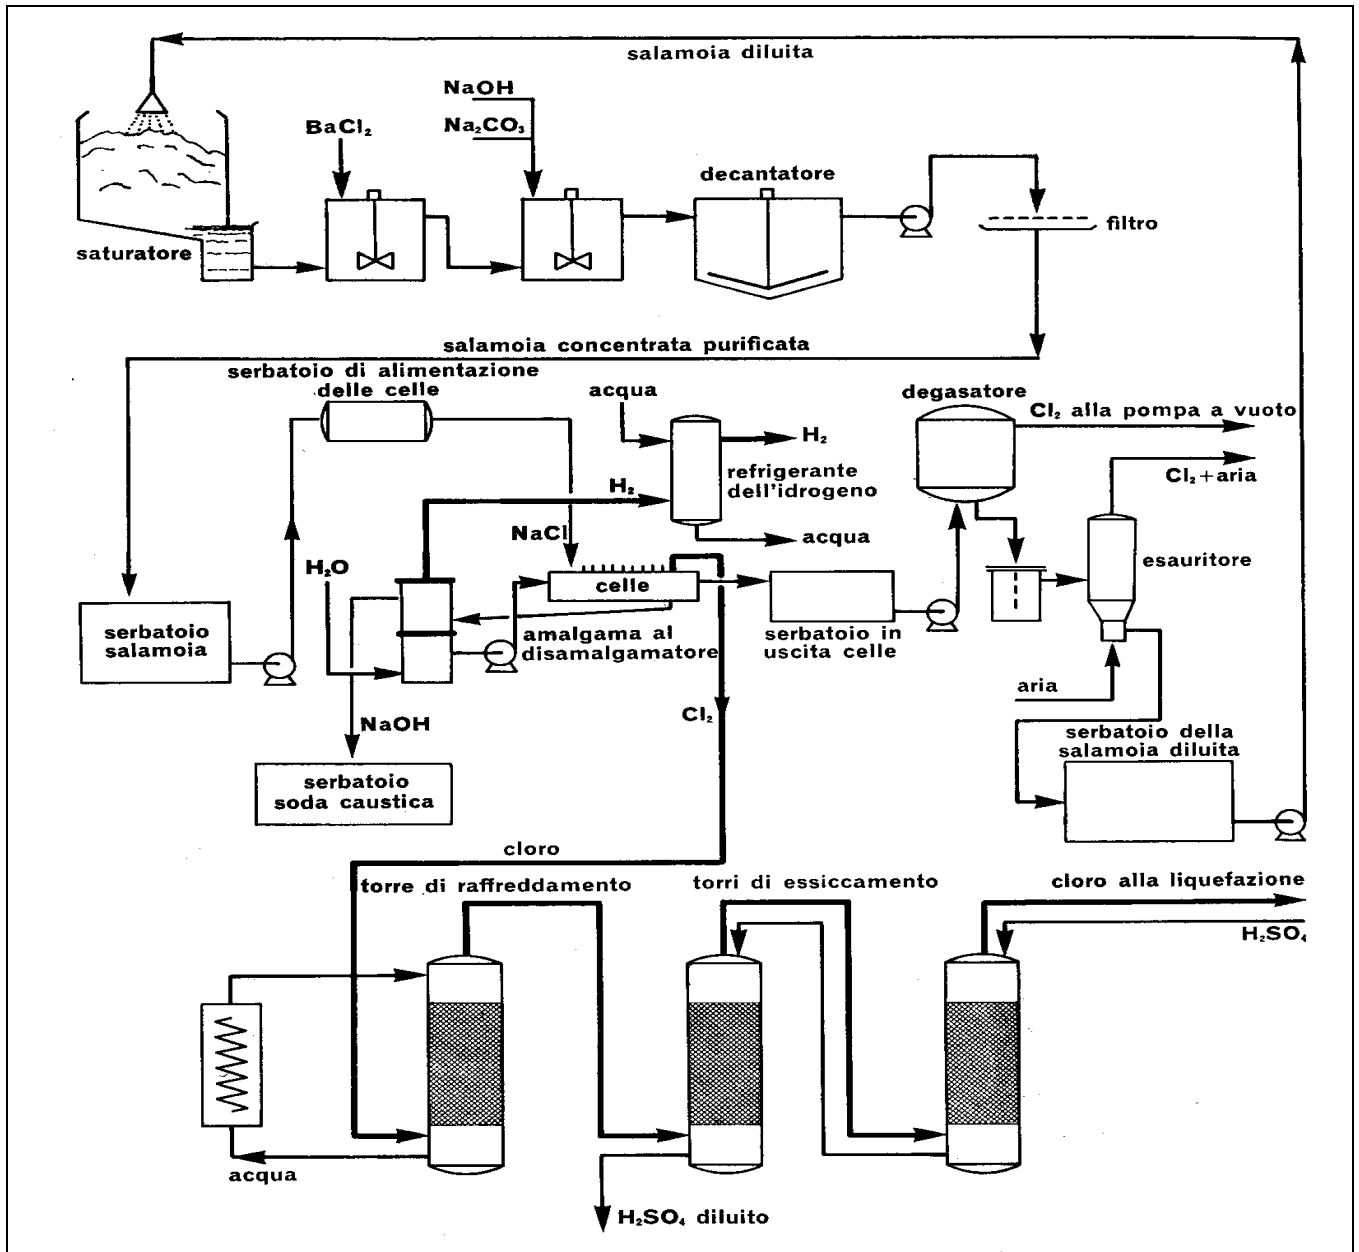 salamoia diluita
NaOH
Na₂CO₃
BaCl₂
decantatore
filtro
saturatore
salamoia concentrata purificata
serbatoio di alimentazione
delle celle
acqua
degasatore
Cl₂ alla pompa a vuoto
H₂
refrigerante
dell'idrogeno
Cl₂+aria
H₂
NaCl
acqua
esauritore
H₂O
celle
serbatoio
salamoia
amalgama al
disamalgamatore
serbatoio in
uscita celle
aria
Cl₂
NaOH
serbatoio della
salamoia diluita
serbatoio
soda caustica
cloro
torre di raffreddamento
torri di essiccamento
cloro alla liquefazione
H₂SO₄
acqua
H₂SO₄ diluito